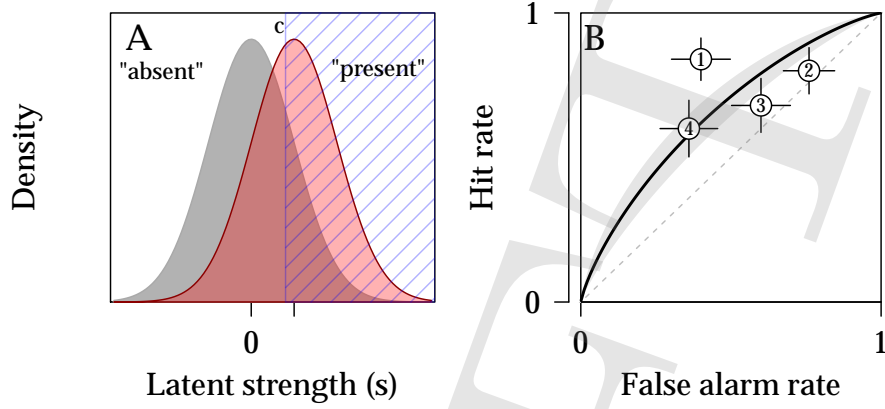 A
c
"absent"
"present"
Density
0
Latent strength (s)
B
1
Hit rate
0
1
2
3
4
0
1
False alarm rate